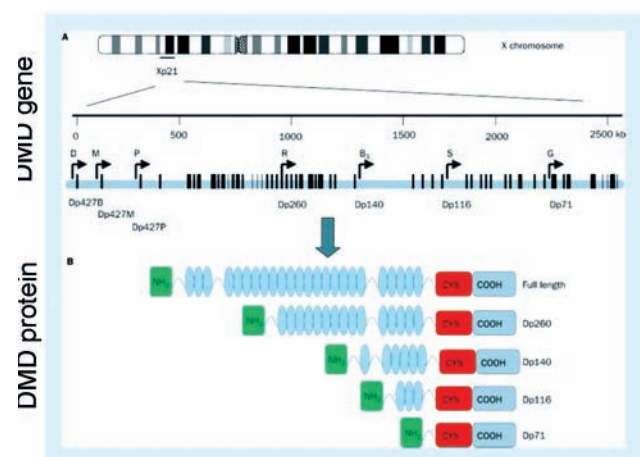 DMD gene
A
X chromosome
Xp21
0 500 1000 1500 2000 2500 kb
D M P R B₃ S G
Dp427B Dp260 Dp140 Dp116 Dp71
Dp427M
Dp427P
DMD protein
B
NH₂ CYS COOH Full length
NH₂ CYS COOH Dp260
NH₂ CYS COOH Dp140
NH₂ CYS COOH Dp116
NH₂ CYS COOH Dp71